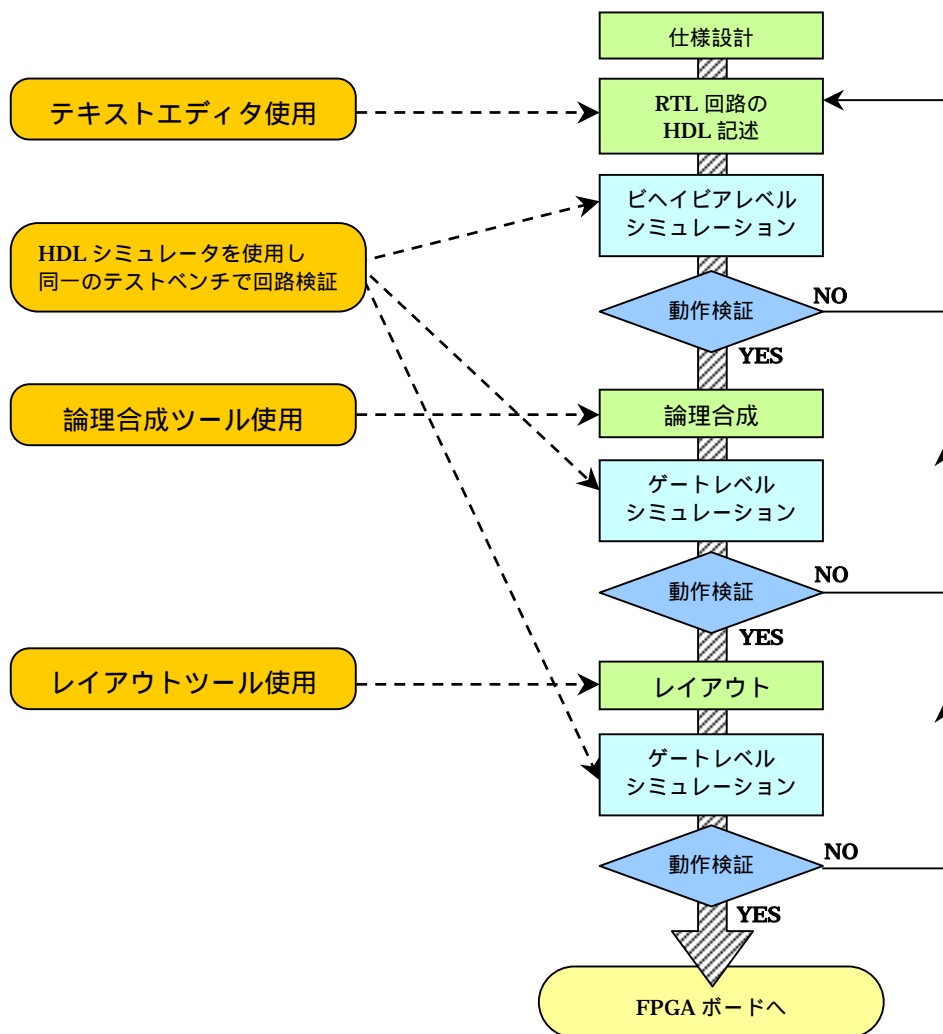 仕様設計
テキストエディタ使用
RTL 回路の
HDL 記述
ビヘイビアレベル
シミュレーション
HDL シミュレータを使用し
同一のテストベンチで回路検証
動作検証
NO
YES
論理合成ツール使用
論理合成
ゲートレベル
シミュレーション
動作検証
NO
YES
レイアウトツール使用
レイアウト
ゲートレベル
シミュレーション
動作検証
NO
YES
FPGA ボードへ